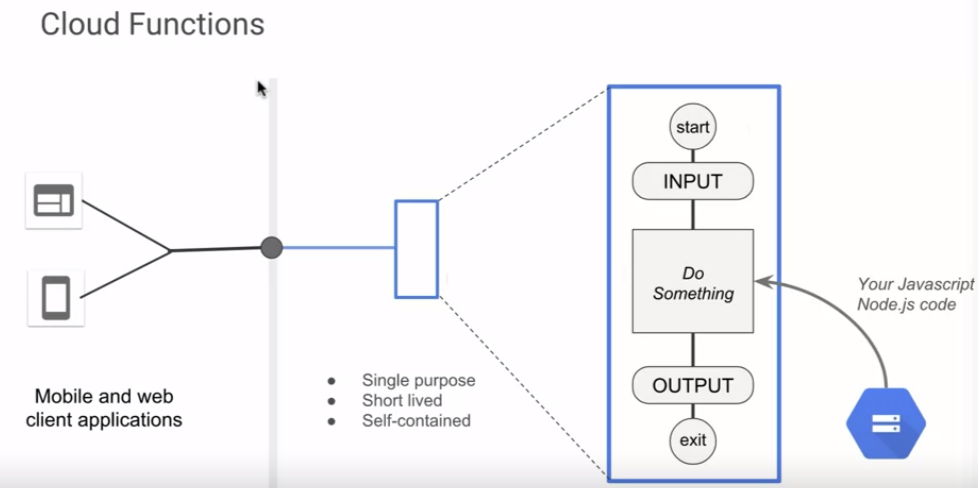 Cloud Functions
Mobile and web
client applications
● Single purpose
● Short lived
● Self-contained
start
INPUT
Do
Something
OUTPUT
exit
Your Javascript
Node.js code